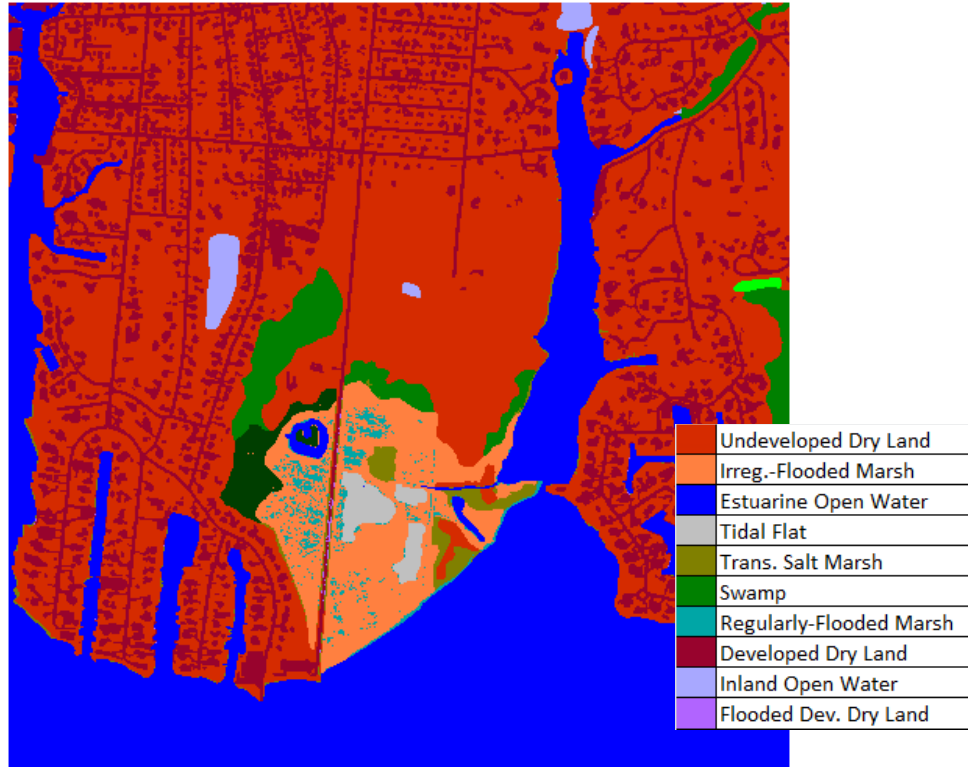 Undeveloped Dry Land
Irreg.-Flooded Marsh
Estuarine Open Water
Tidal Flat
Trans. Salt Marsh
Swamp
Regularly-Flooded Marsh
Developed Dry Land
Inland Open Water
Flooded Dev. Dry Land